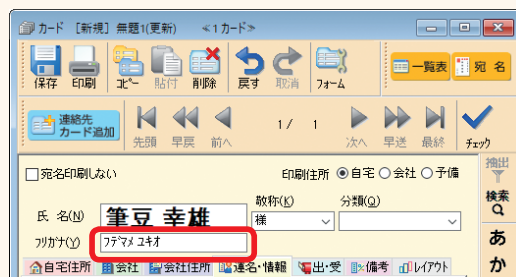 カード [新規] 無題1(更新) ≪1カード≫
保存 印刷 コピー 貼付 削除 戻す 取消 フォーム 一覧表 宛 名
連絡先
カード追加 先頭 早戻 前へ 1 / 1 次へ 早送 最終 チェック
宛名印刷しない 印刷住所 自宅 会社 予備
抽出
検索
敬称(K) 分類(Q)
氏 名(N) 筆豆 幸雄 様
フリガナ(Y) フデマメ ユキオ
あ
か
自宅住所 会社 会社住所 連名・情報 出・受 備考 レイアウト